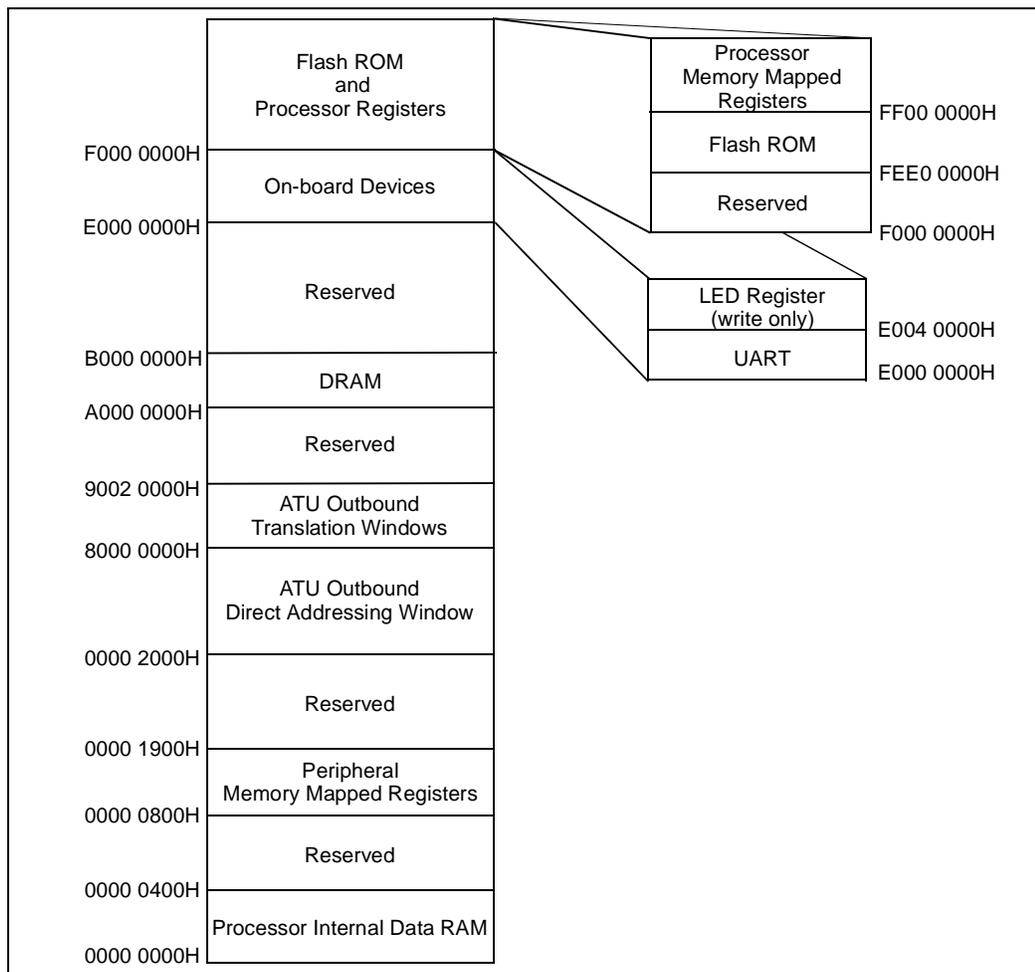 Flash ROM
and
Processor Registers
F000 0000H
On-board Devices
E000 0000H
Reserved
B000 0000H
DRAM
A000 0000H
Reserved
9002 0000H
ATU Outbound
Translation Windows
8000 0000H
ATU Outbound
Direct Addressing Window
0000 2000H
Reserved
0000 1900H
Peripheral
Memory Mapped Registers
0000 0800H
Reserved
0000 0400H
Processor Internal Data RAM
0000 0000H
Processor
Memory Mapped
Registers
FF00 0000H
Flash ROM
FEE0 0000H
Reserved
F000 0000H
LED Register
(write only)
E004 0000H
UART
E000 0000H